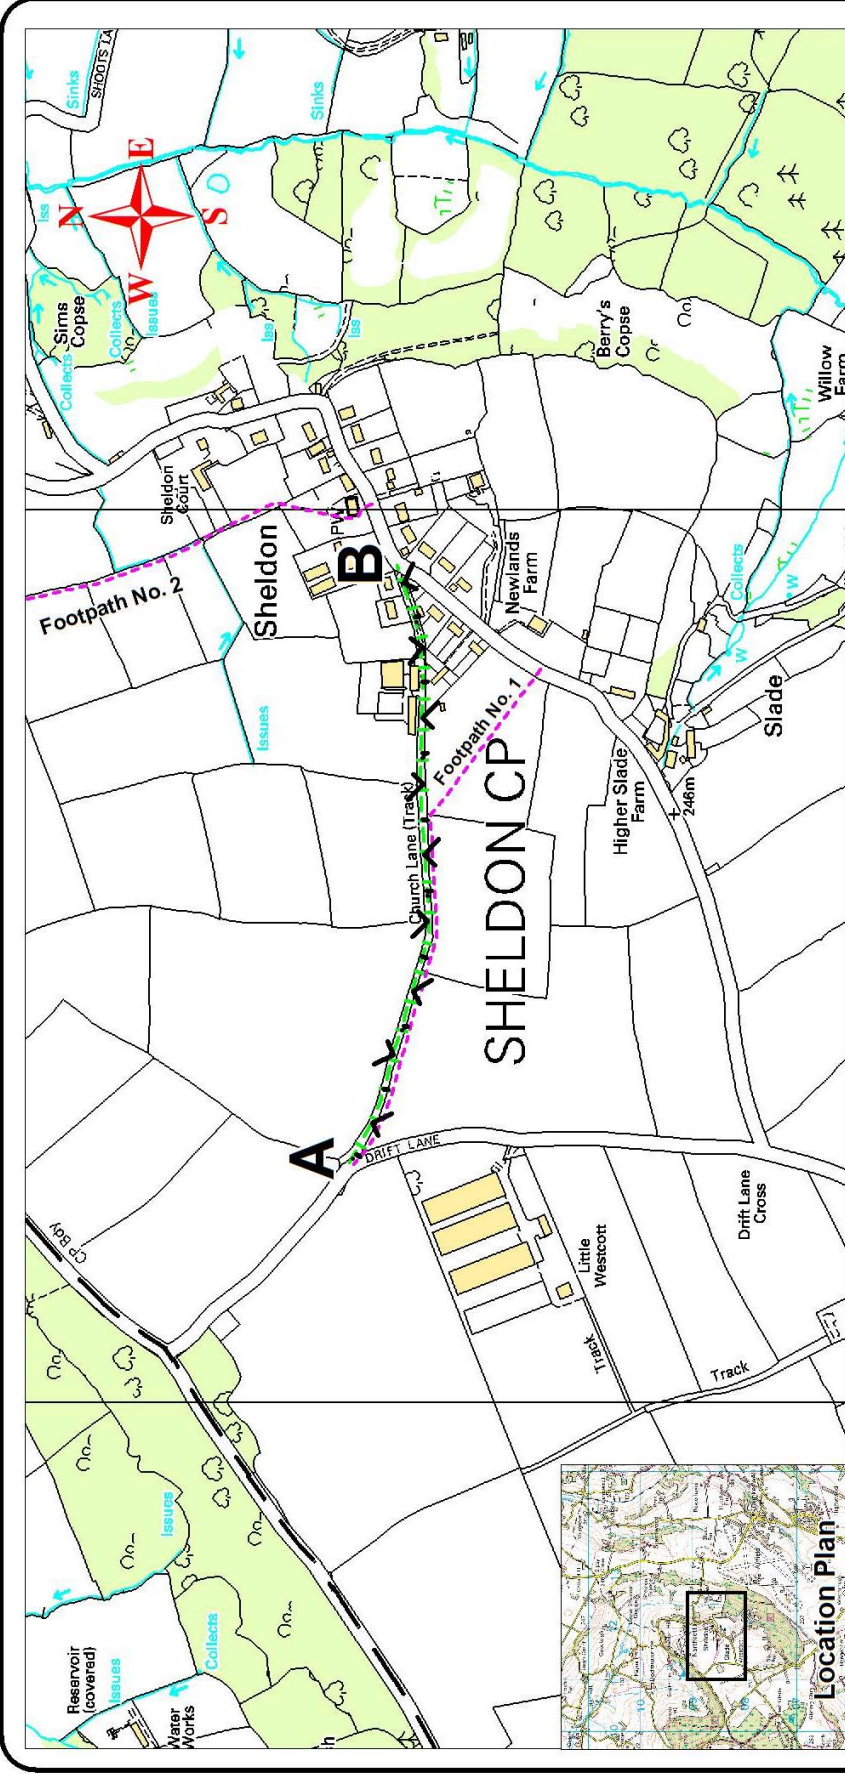 SHOOTS LA
Sinks
Sinks
Iss
N
E
S
W
Sims
Copse
Collects
Collects
Issues
Iss
Iss
Berry's
Copse
Willow
Farm
Sheldon
Court
PW
Footpath No. 2
Sheldon
B
Newlands
Farm
Collects
W
W
Issues
Footpath No. 1
Slade
Church Lane (Track)
SHELDON CP
Higher Slade
Farm
246m
A
DRIFT LANE
CP Bdy
Drift Lane
Cross
Little
Westcott
Track
Track
Issues
Reservoir
(covered)
Issues
Collects
Water
Works
Location Plan